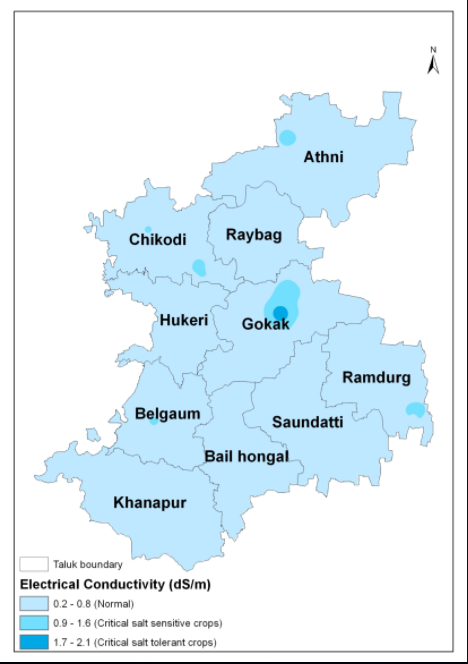 N
Athni
Chikodi
Raybag
Hukeri
Gokak
Ramdurg
Belgaum
Saundatti
Bail hongal
Khanapur
Taluk boundary
Electrical Conductivity (dS/m)
0.2 - 0.8 (Normal)
0.9 - 1.6 (Critical salt sensitive crops)
1.7 - 2.1 (Critical salt tolerant crops)